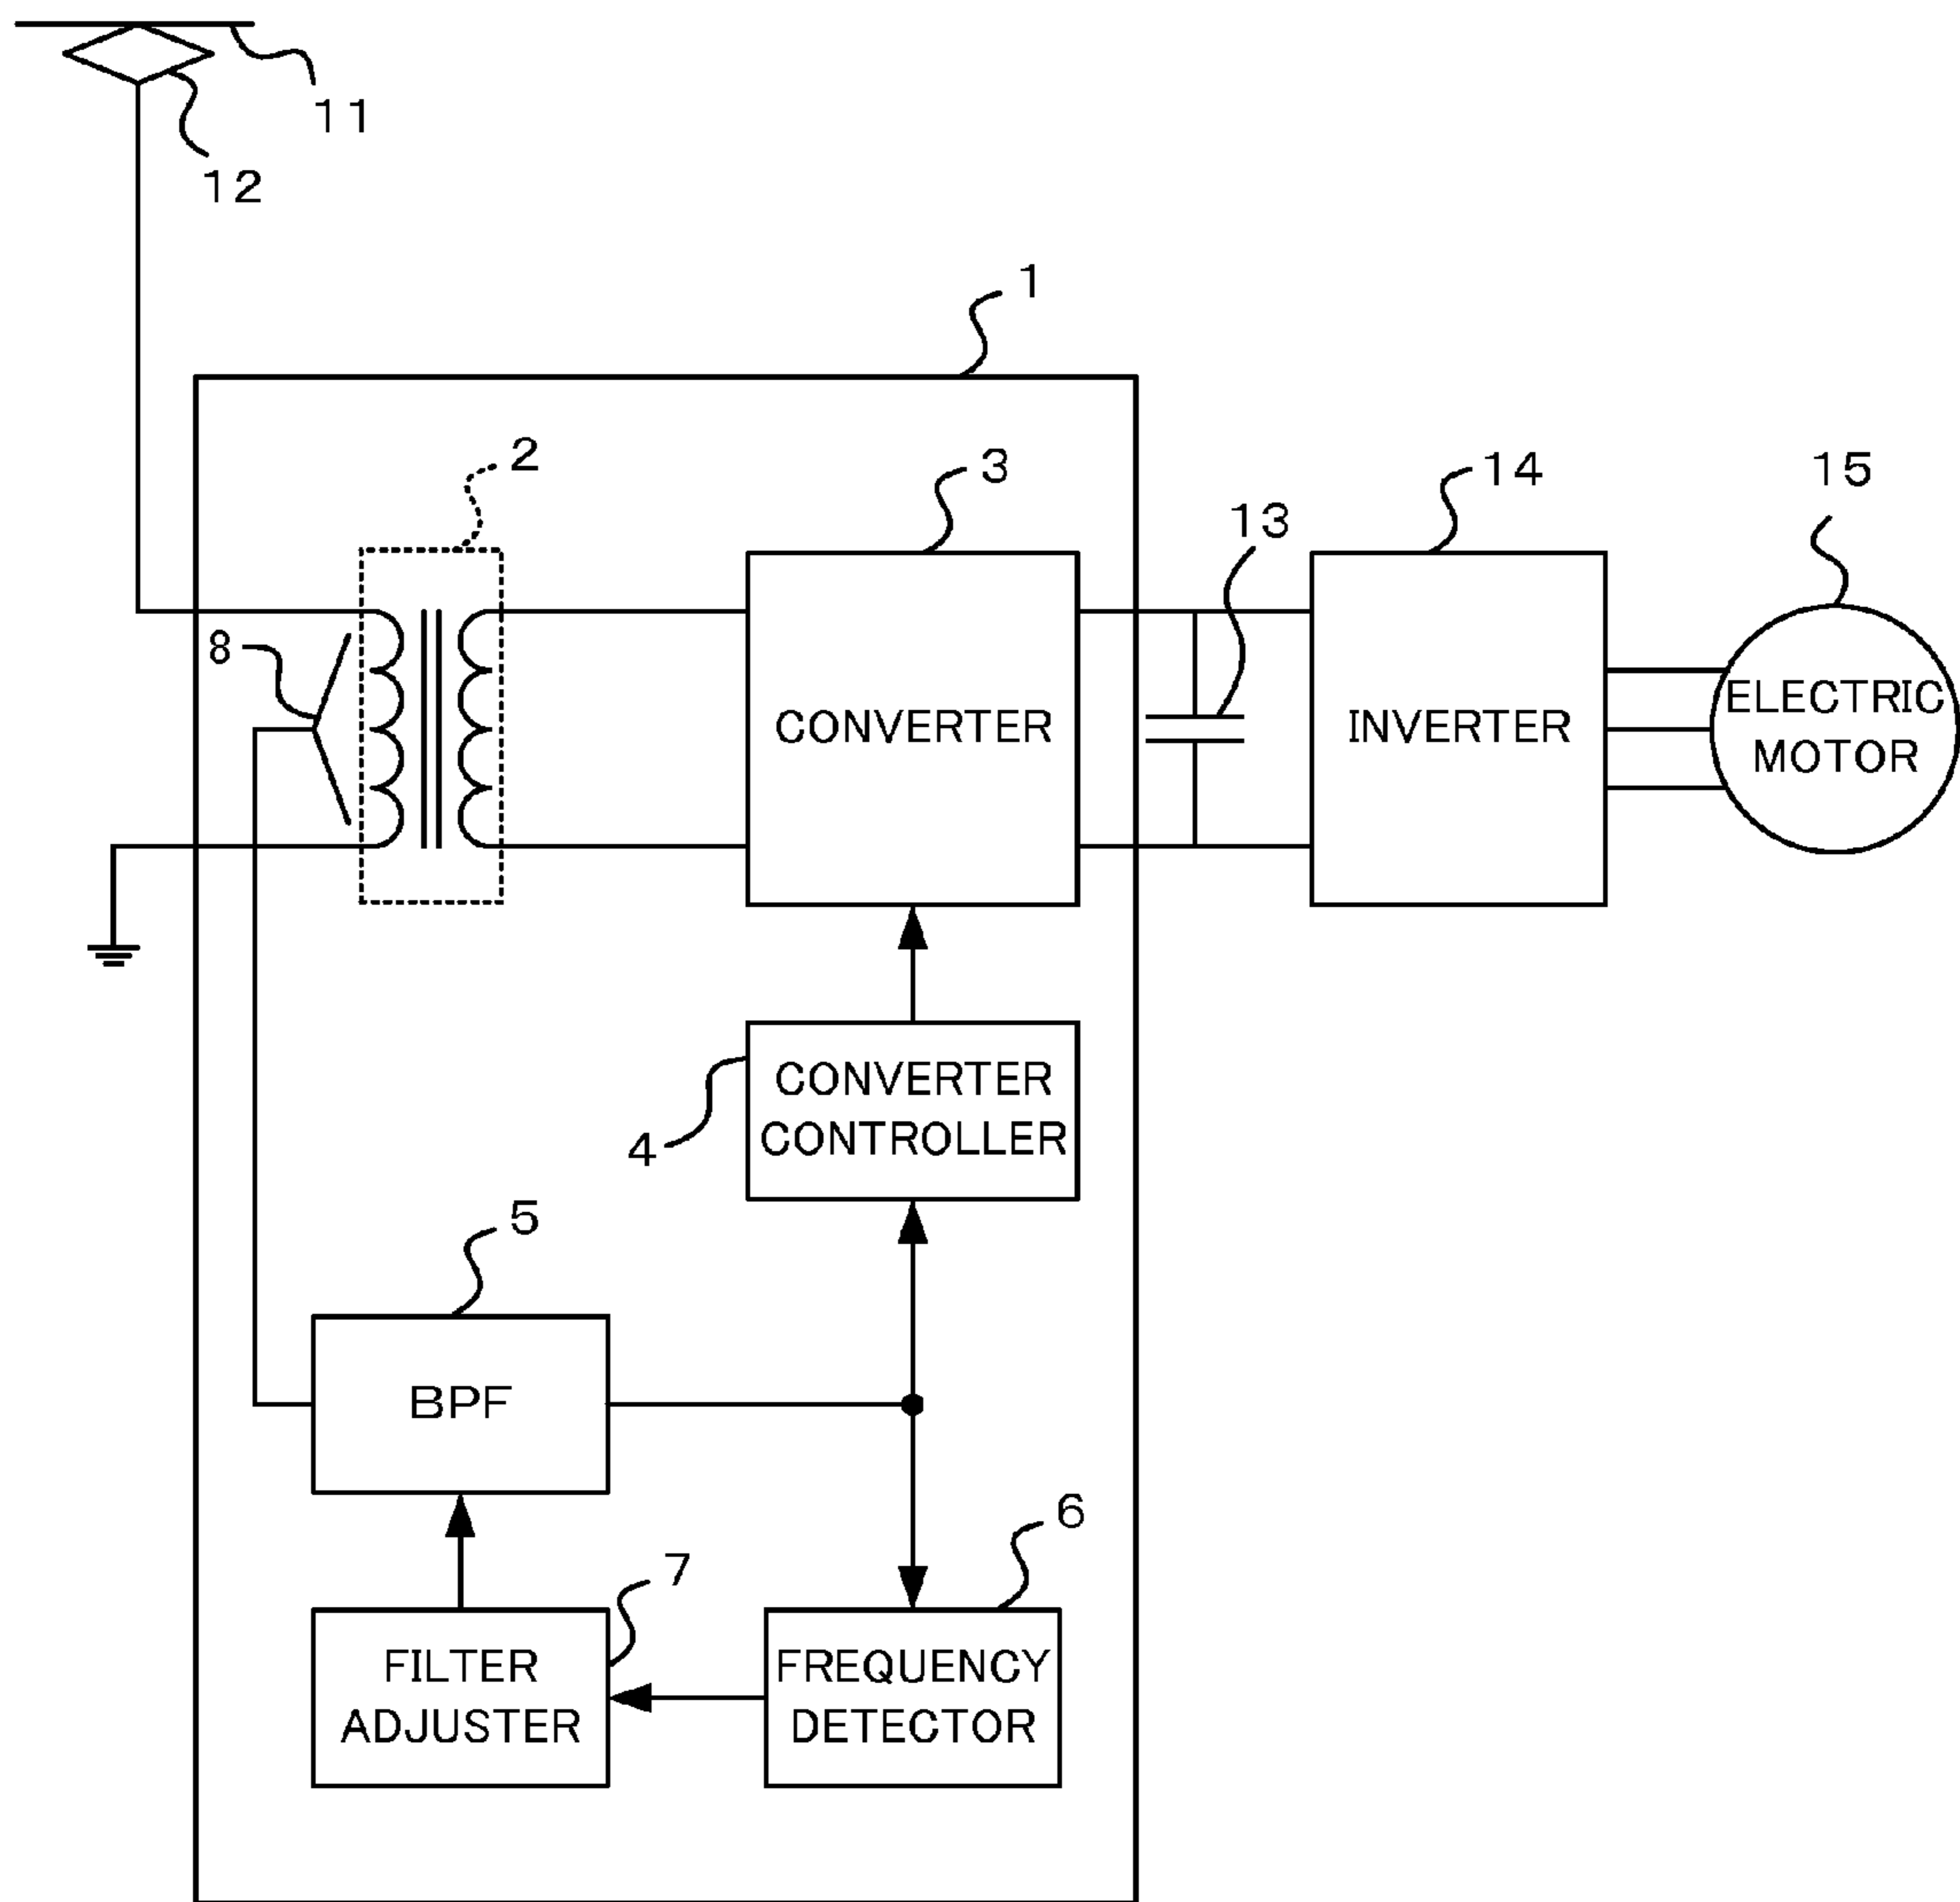 11
12
1
2
3
13
14
15
8
CONVERTER
INVERTER
ELECTRIC
MOTOR
4
CONVERTER
CONTROLLER
5
BPF
6
7
FILTER
ADJUSTER
FREQUENCY
DETECTOR